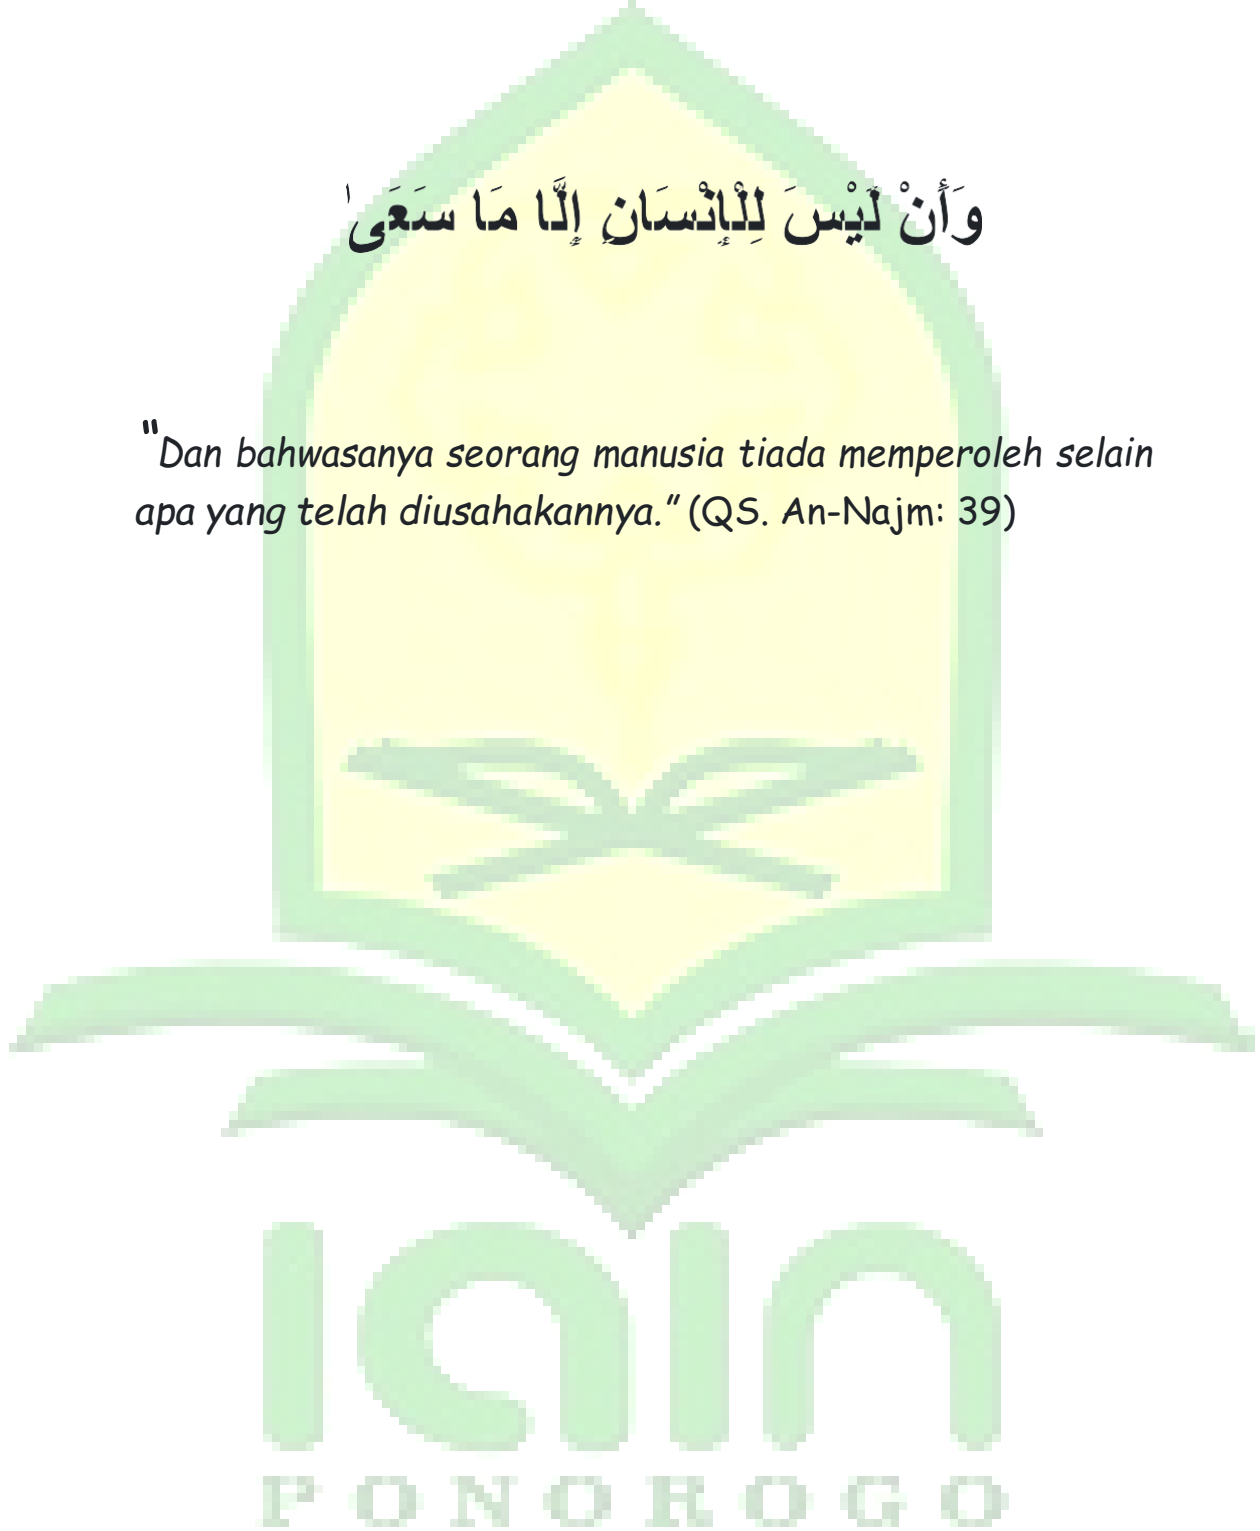 وَأَنْ لَيْسَ لِلْإِنْسَانِ إِلَّا مَا سَعَىٰ
"Dan bahwasanya seorang manusia tiada memperoleh selain
apa yang telah diusahakannya.” (QS. An-Najm: 39)
IAIN
PONOROGO